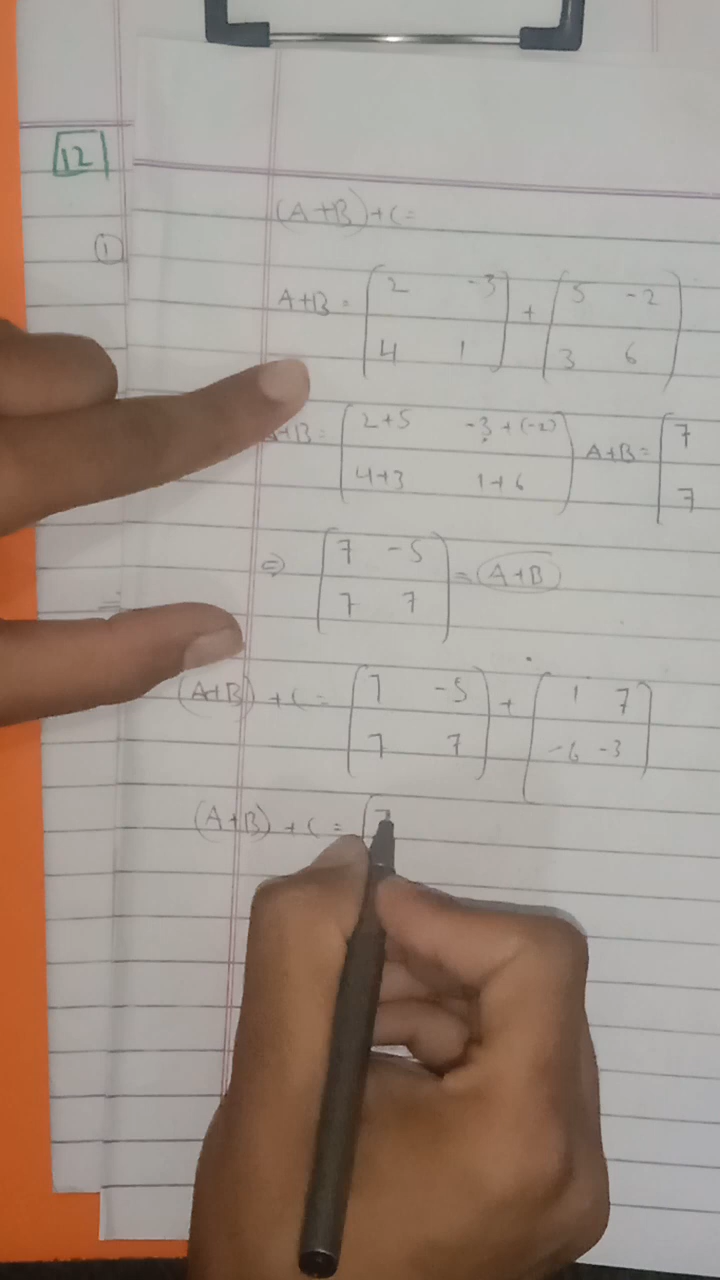 12
(A+B)+C=
①
A+B = [2 -3] + [5 -2]
[4 1] [3 6]
A+B = [2+5 -3+(-2)] A+B = [7
[4+3 1+6] [7
⇒ [7 -5] = A+B
[7 7]
(A+B) + C = [7 -5] + [1 7]
[7 7] [-6 -3]
(A+B) + C = [7